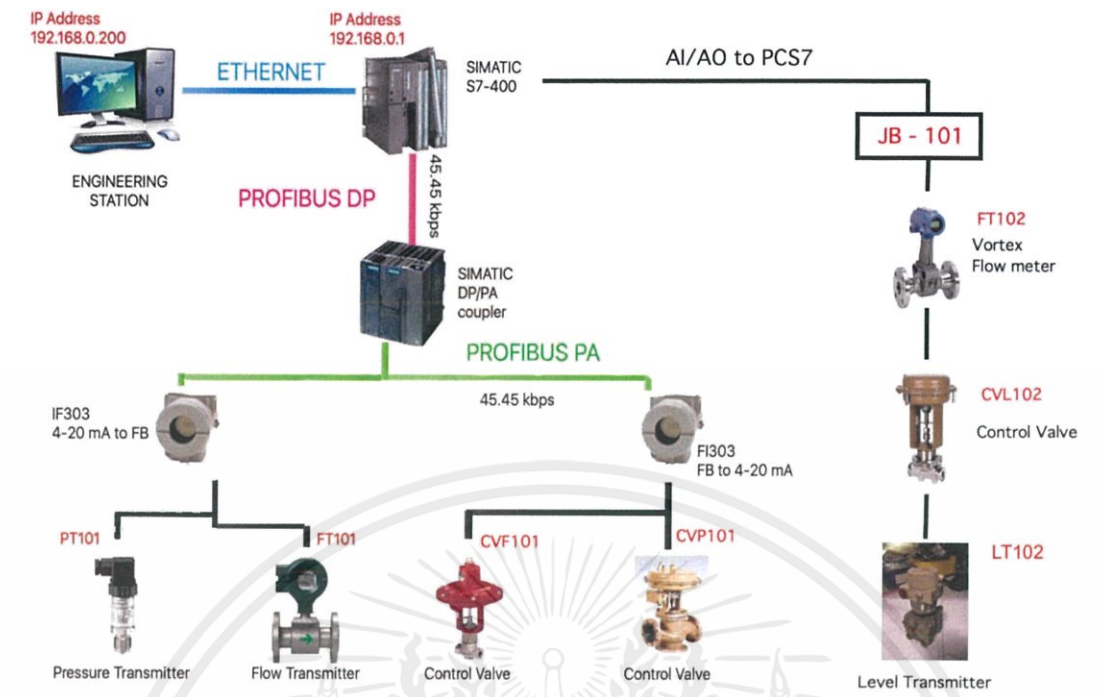 IP Address
192.168.0.200
IP Address
192.168.0.1
ETHERNET
SIMATIC
S7-400
AI/AO to PCS7
JB - 101
ENGINEERING
STATION
PROFIBUS DP
45.45 kbps
FT102
Vortex
Flow meter
SIMATIC
DP/PA
coupler
PROFIBUS PA
45.45 kbps
IF303
4-20 mA to FB
FI303
FB to 4-20 mA
CVL102
Control Valve
PT101
FT101
CVF101
CVP101
LT102
Pressure Transmitter
Flow Transmitter
Control Valve
Control Valve
Level Transmitter